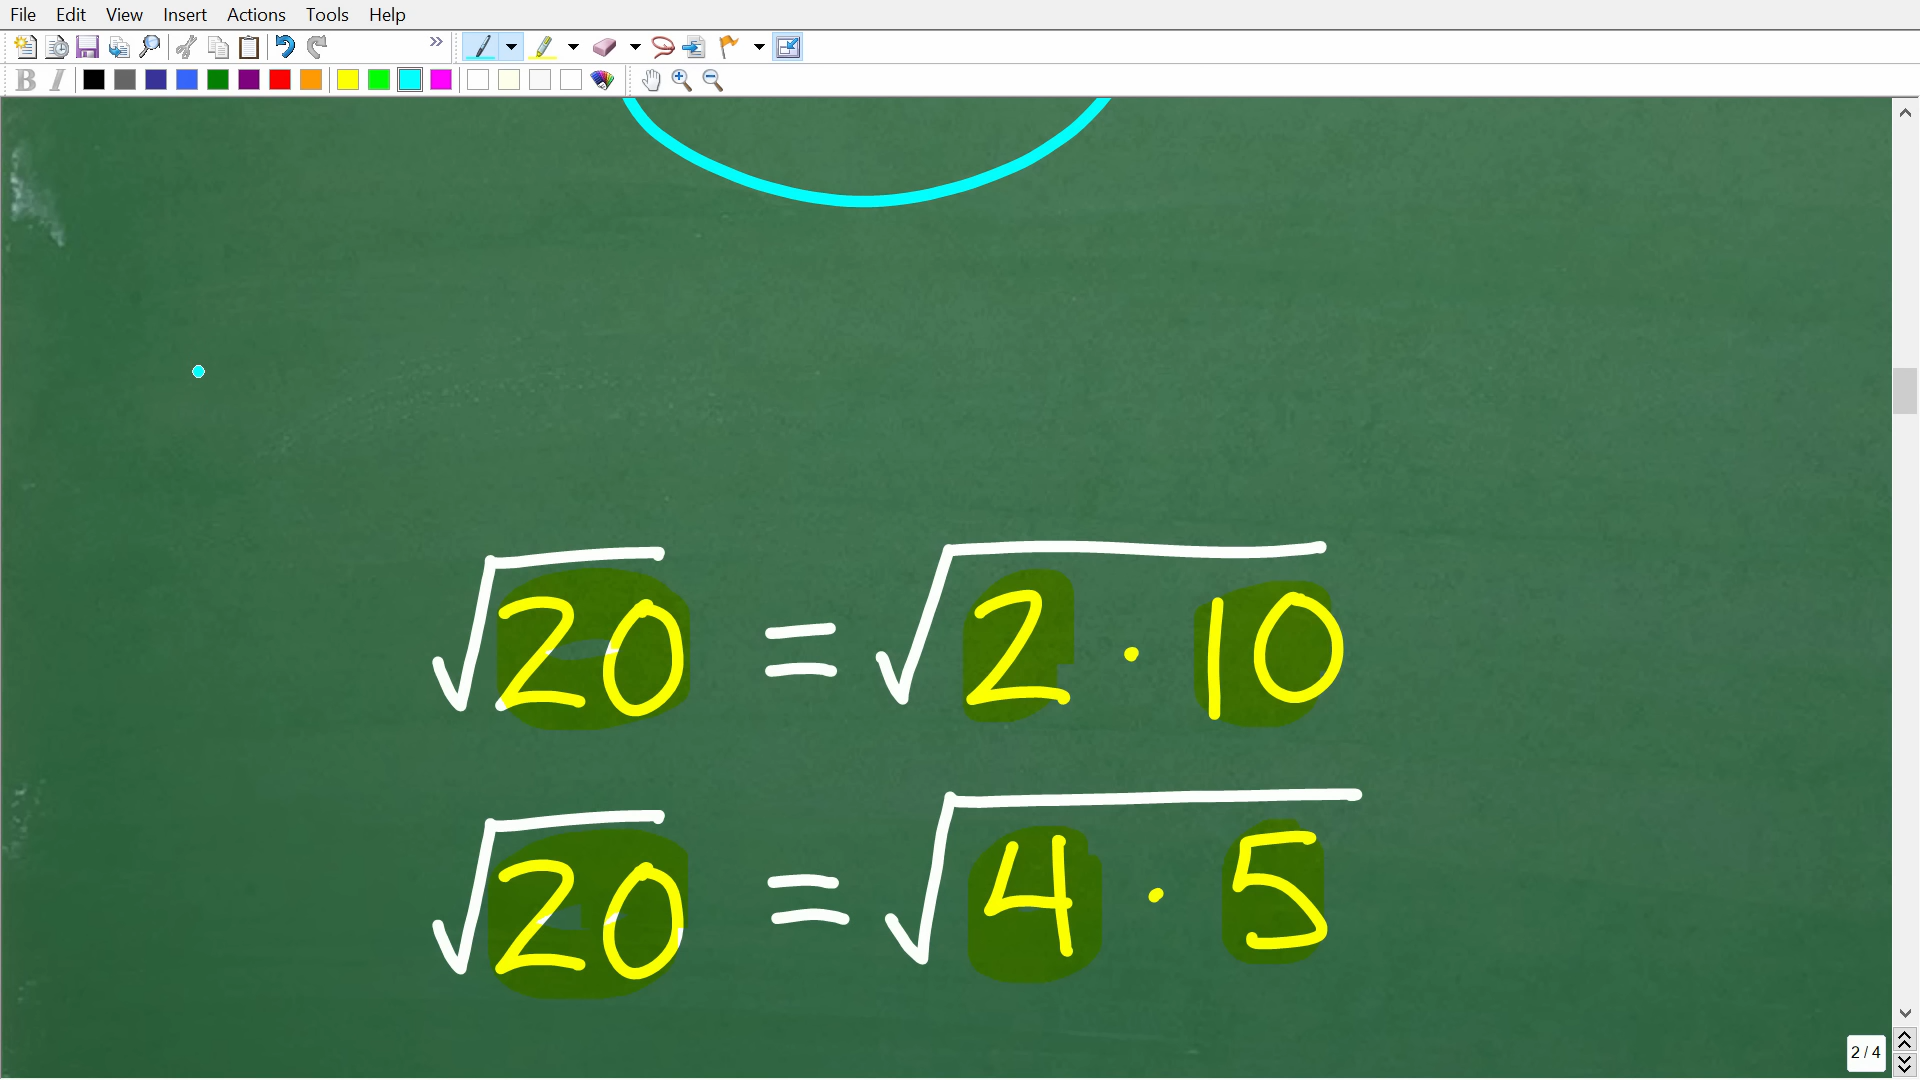 File Edit View Insert Actions Tools Help
B I
√20 = √2 · 10
√20 = √4 · 5
2 / 4